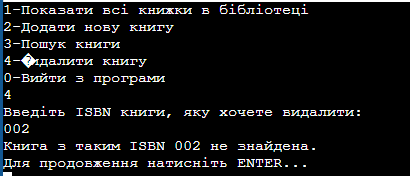 1-Показати всі книжки в бібліотеці
2-Додати нову книгу
3-Пошук книги
4-�идалити книгу
0-Вийти з програми
4
Введіть ISBN книги, яку хочете видалити:
002
Книга з таким ISBN 002 не знайдена.
Для продовження натисніть ENTER...